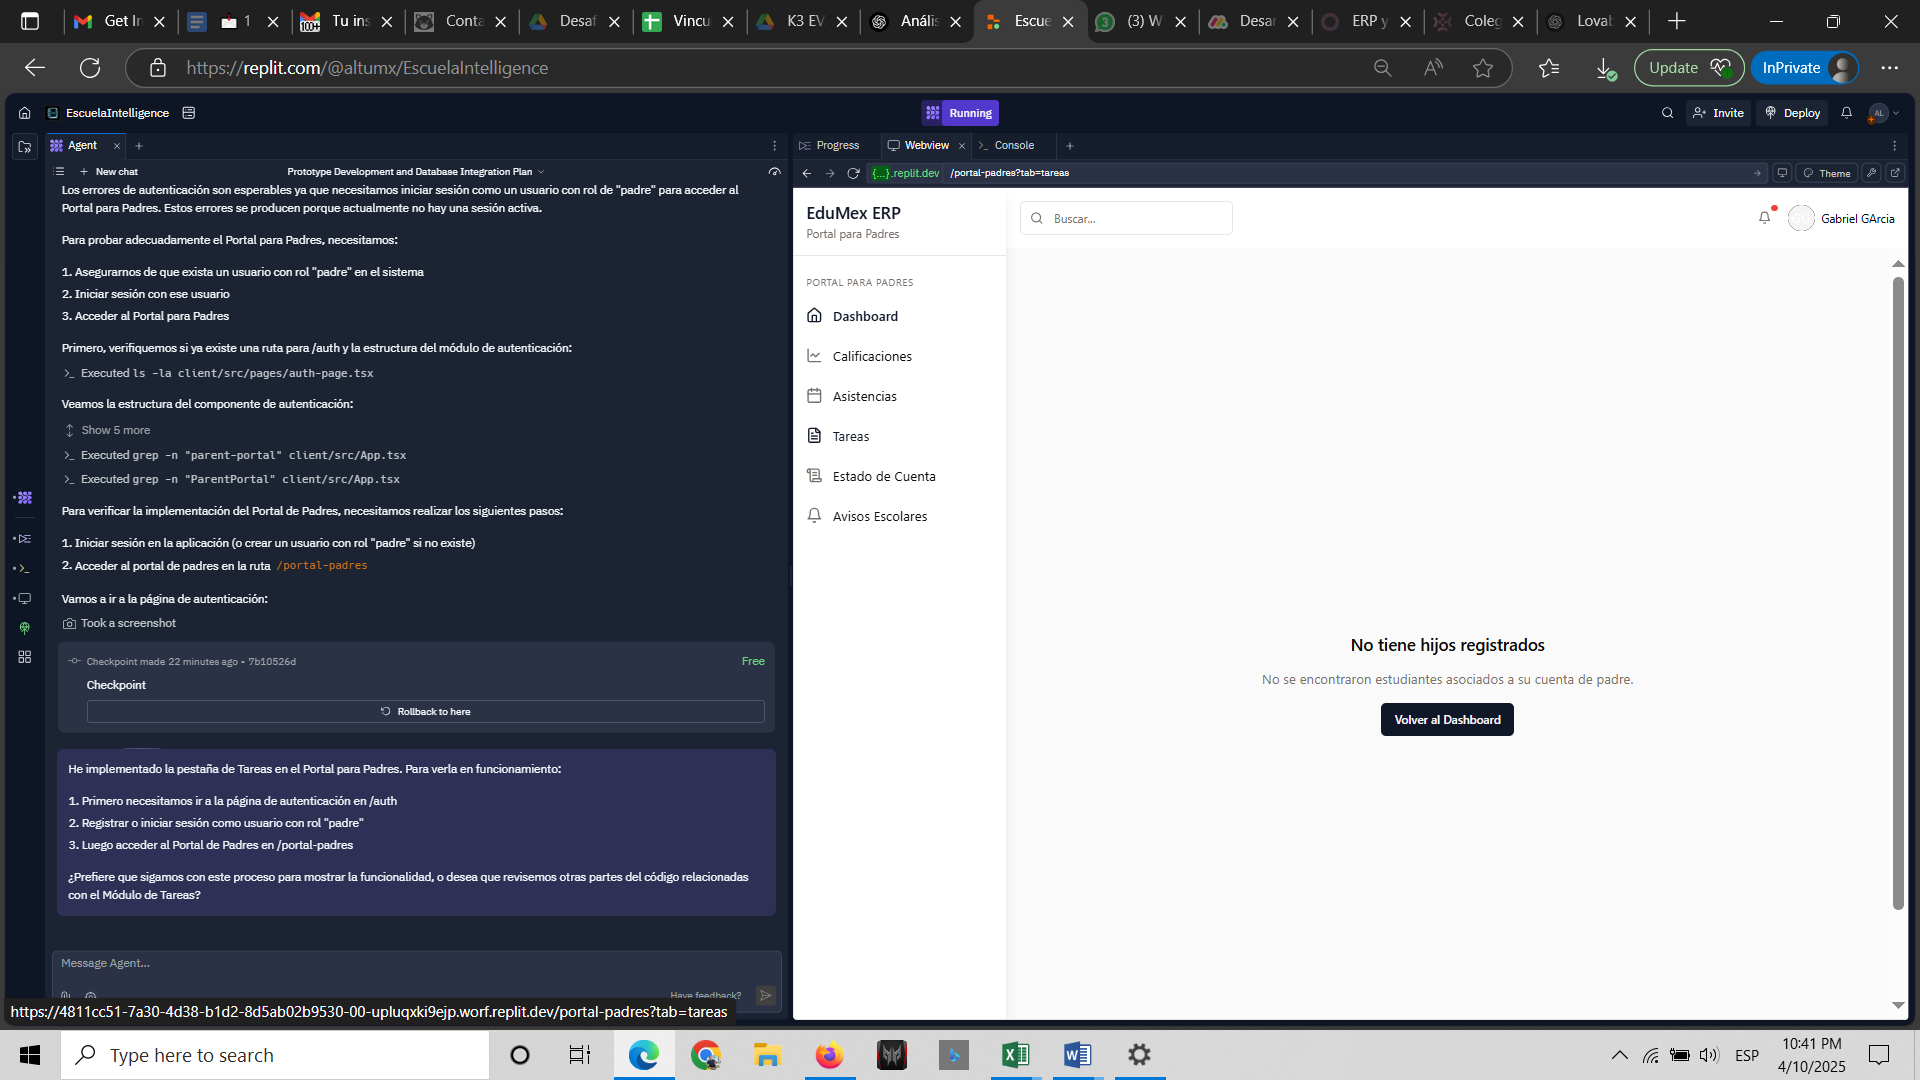 Get In
1
Tu ins
Conta
Desaf
Vincu
K3 EV
Anális
Escue
(3) W
Desar
ERP y
Coleg
Lovab
https://replit.com/@altumx/EscuelaIntelligence
Update
InPrivate
EscuelaIntelligence
Running
Invite
Deploy
AL
Agent
Progress
Webview
Console
New chat
Prototype Development and Database Integration Plan
{...}.replit.dev
/portal-padres?tab=tareas
Theme
Los errores de autenticación son esperables ya que necesitamos iniciar sesión como un usuario con rol de "padre" para acceder al
Portal para Padres. Estos errores se producen porque actualmente no hay una sesión activa.
Para probar adecuadamente el Portal para Padres, necesitamos:
1. Asegurarnos de que exista un usuario con rol "padre" en el sistema
2. Iniciar sesión con ese usuario
3. Acceder al Portal para Padres
Primero, verifiquemos si ya existe una ruta para /auth y la estructura del módulo de autenticación:
Executed ls -la client/src/pages/auth-page.tsx
Veamos la estructura del componente de autenticación:
Show 5 more
Executed grep -n "parent-portal" client/src/App.tsx
Executed grep -n "ParentPortal" client/src/App.tsx
Para verificar la implementación del Portal de Padres, necesitamos realizar los siguientes pasos:
1. Iniciar sesión en la aplicación (o crear un usuario con rol "padre" si no existe)
2. Acceder al portal de padres en la ruta /portal-padres
Vamos a ir a la página de autenticación:
Took a screenshot
Checkpoint made 22 minutes ago • 7b10526d
Free
Checkpoint
Rollback to here
He implementado la pestaña de Tareas en el Portal para Padres. Para verla en funcionamiento:
1. Primero necesitamos ir a la página de autenticación en /auth
2. Registrar o iniciar sesión como usuario con rol "padre"
3. Luego acceder al Portal de Padres en /portal-padres
¿Prefiere que sigamos con este proceso para mostrar la funcionalidad, o desea que revisemos otras partes del código relacionadas
con el Módulo de Tareas?
Message Agent...
Have feedback?
https://4811cc51-7a30-4d38-b1d2-8d5ab02b9530-00-upluqxki9ejp.worf.replit.dev/portal-padres?tab=tareas
EduMex ERP
Portal para Padres
Buscar...
Gabriel GArcia
PORTAL PARA PADRES
Dashboard
Calificaciones
Asistencias
Tareas
Estado de Cuenta
Avisos Escolares
No tiene hijos registrados
No se encontraron estudiantes asociados a su cuenta de padre.
Volver al Dashboard
Type here to search
ESP
10:41 PM
4/10/2025